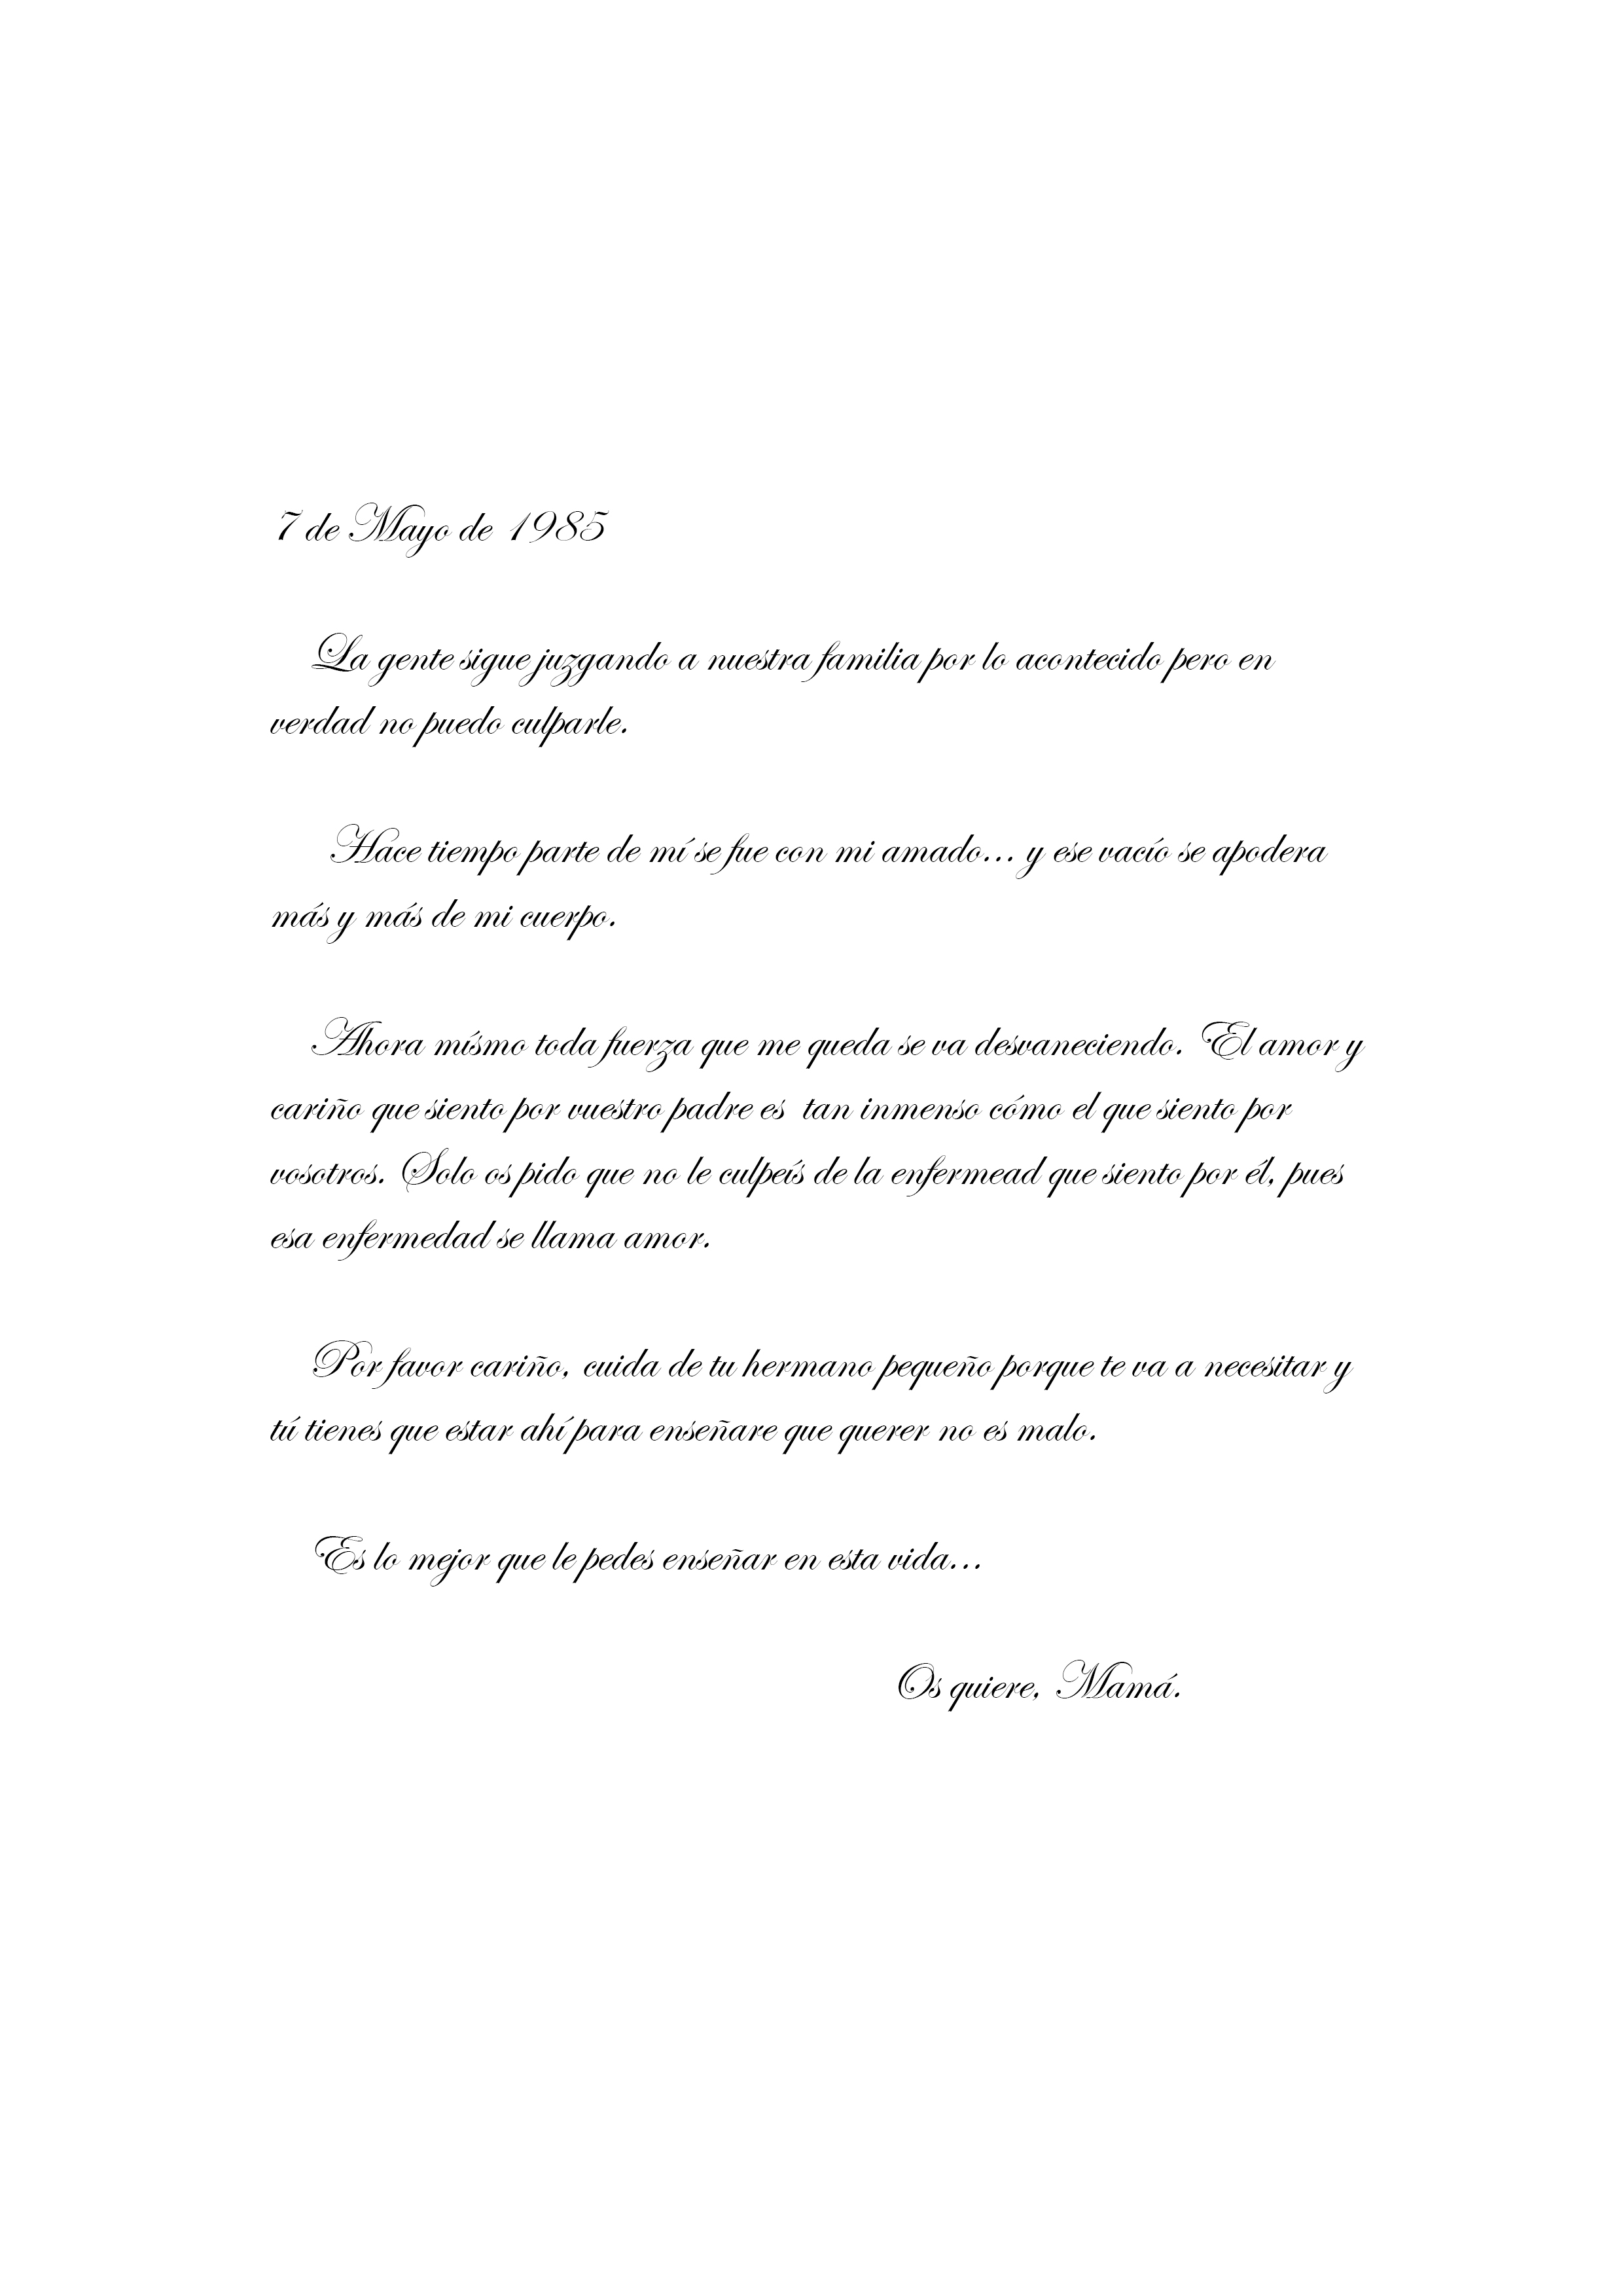 7 de Mayo de 1985
La gente sigue juzgando a nuestra familia por lo acontecido pero en
verdad no puedo culparle.
Hace tiempo parte de mí se fue con mi amado... y ese vacío se apodera
más y más de mi cuerpo.
Ahora mísmo toda fuerza que me queda se va desvaneciendo. El amor y
cariño que siento por vuestro padre es tan inmenso cómo el que siento por
vosotros. Solo os pido que no le culpeís de la enfermead que siento por él, pues
esa enfermedad se llama amor.
Por favor cariño, cuida de tu hermano pequeño porque te va a necesitar y
tú tienes que estar ahí para enseñare que querer no es malo.
Es lo mejor que le pedes enseñar en esta vida...
Os quiere, Mamá.